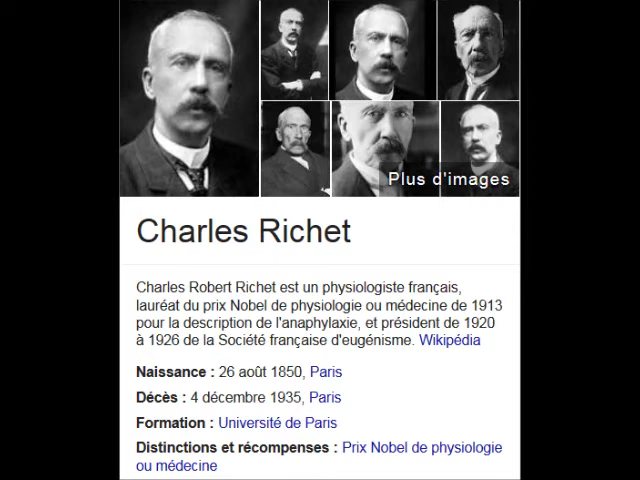 Plus d'images
Charles Richet
Charles Robert Richet est un physiologiste français,
lauréat du prix Nobel de physiologie ou médecine de 1913
pour la description de l'anaphylaxie, et président de 1920
à 1926 de la Société française d'eugénisme. Wikipédia
Naissance : 26 août 1850, Paris
Décès : 4 décembre 1935, Paris
Formation : Université de Paris
Distinctions et récompenses : Prix Nobel de physiologie
ou médecine